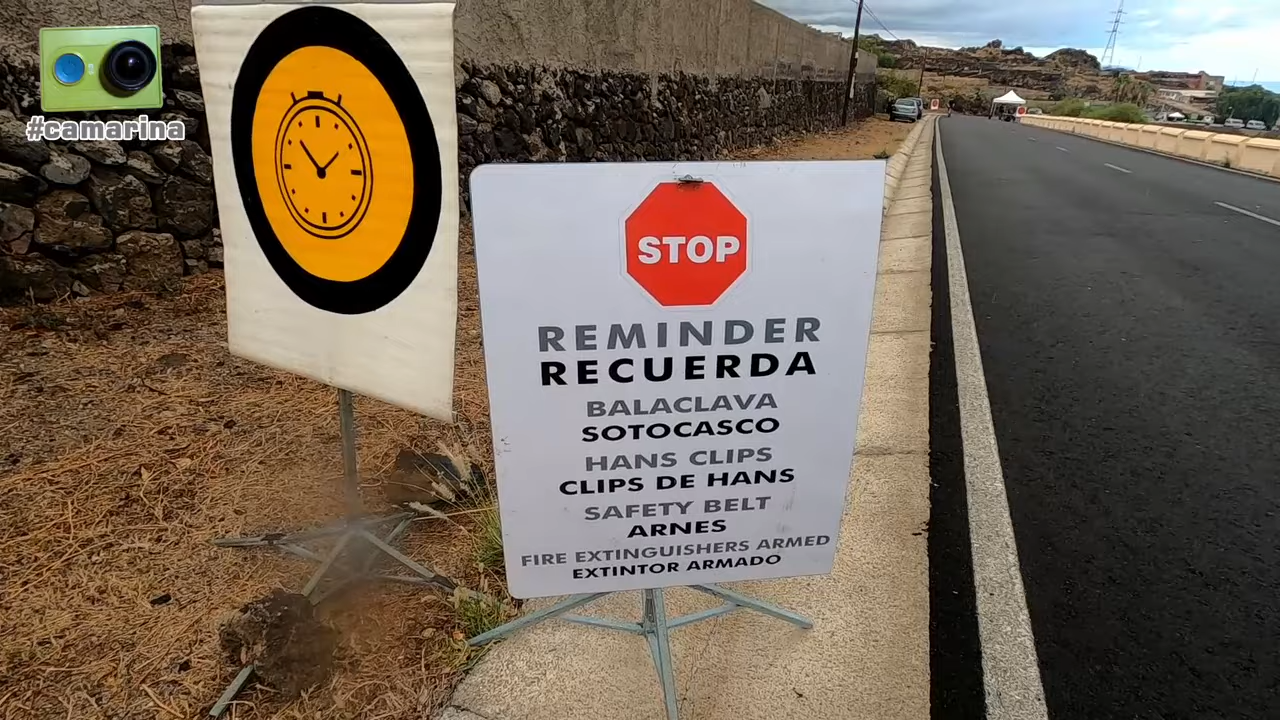 #camarina
STOP
REMINDER
RECUERDA
BALACLAVA
SOTOCASCO
HANS CLIPS
CLIPS DE HANS
SAFETY BELT
ARNES
FIRE EXTINGUISHERS ARMED
EXTINTOR ARMADO